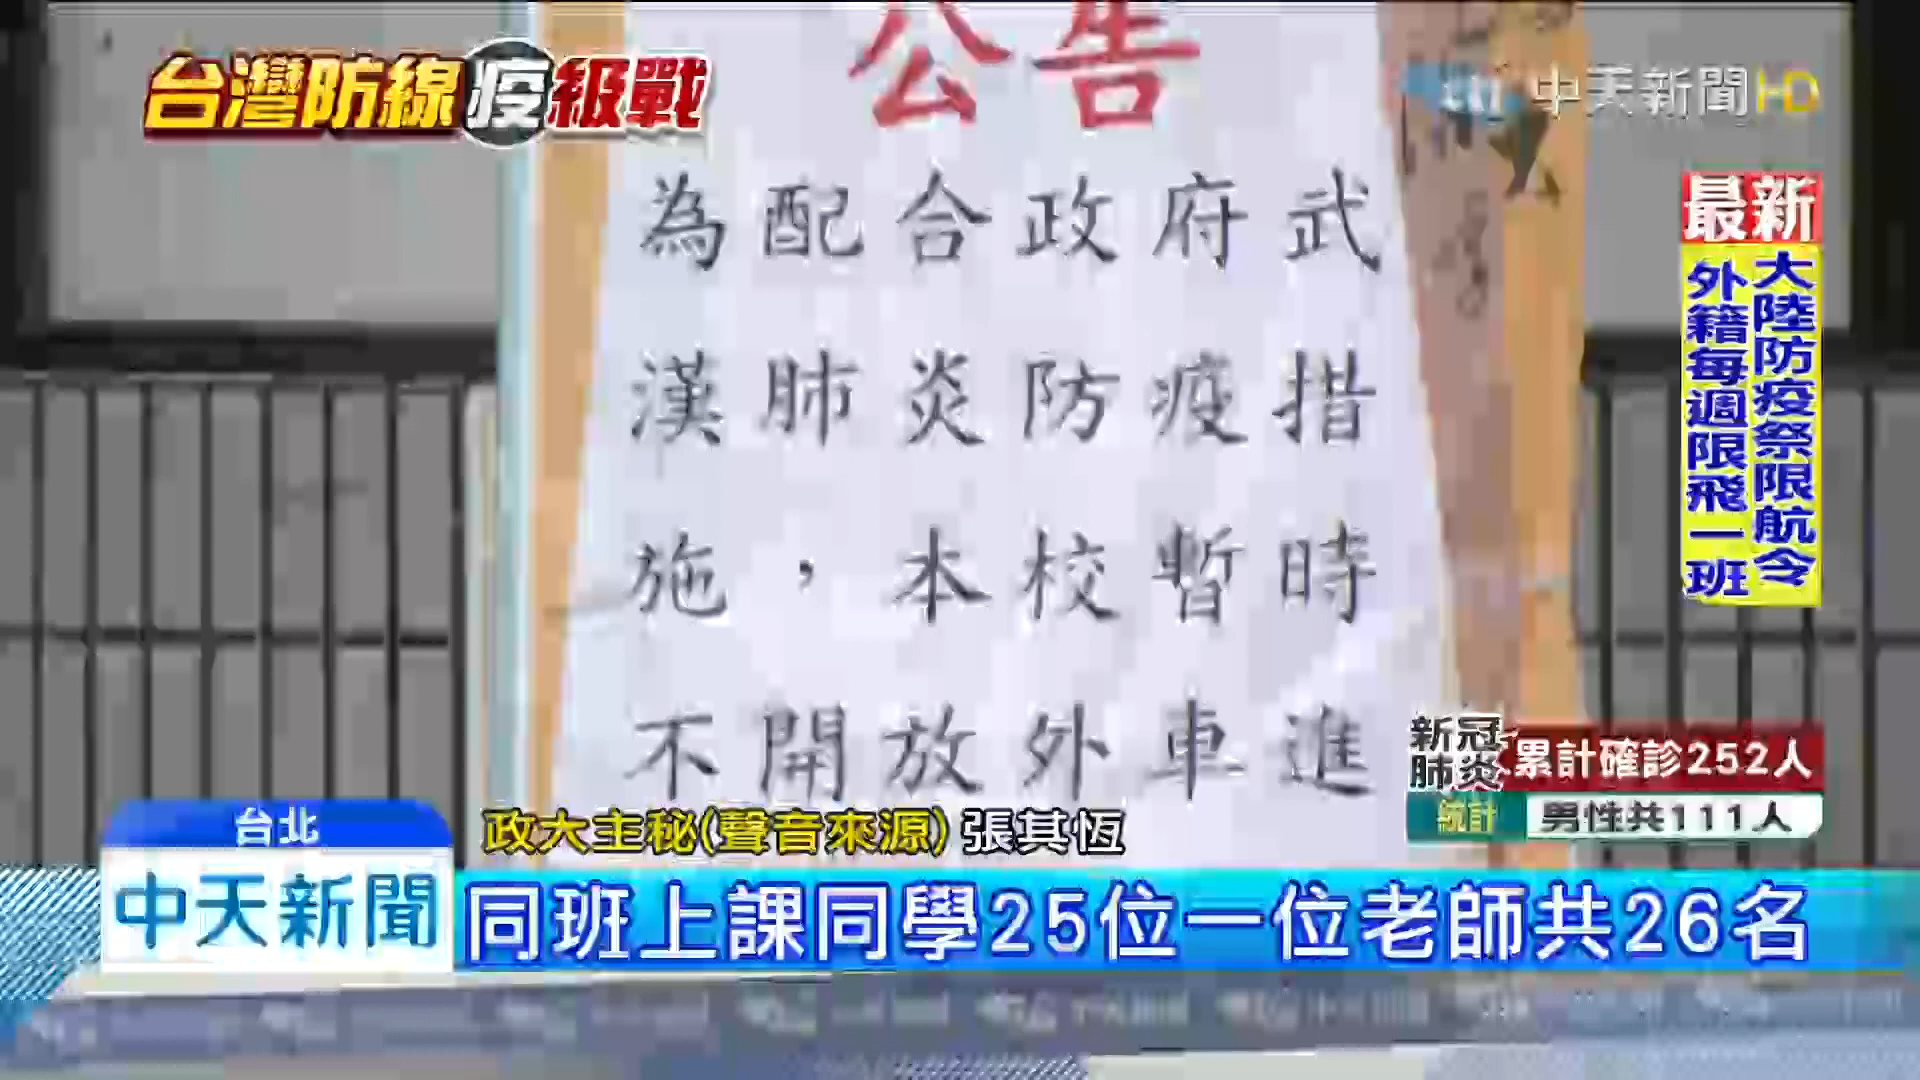 公告
台灣防線疫級戰
中天新聞HD
為配合政府武
漢肺炎防疫措
施，本校暫時
不開放外車進
最新
大陸防疫祭限航令
外籍每週限飛一班
新冠肺炎
累計確診252人
統計
男性共111人
台北
中天新聞
政大主秘(聲音來源) 張其恆
同班上課同學25位一位老師共26名